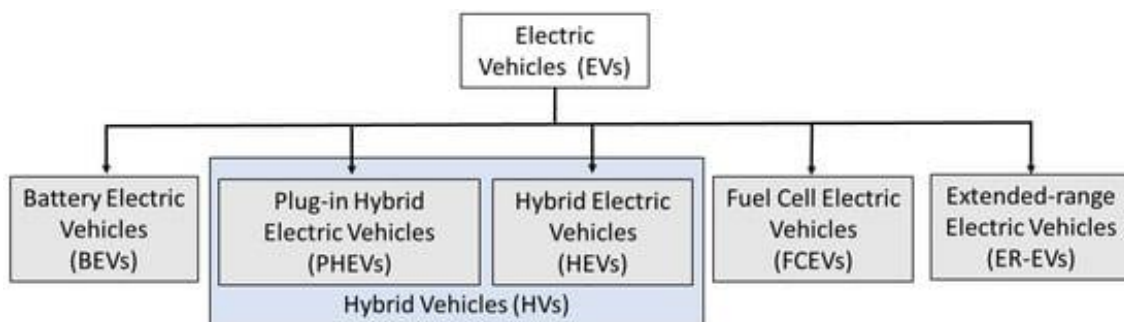 Electric
Vehicles (EVs)
Battery Electric
Vehicles
(BEVs)
Plug-in Hybrid
Electric Vehicles
(PHEVs)
Hybrid Electric
Vehicles
(HEVs)
Fuel Cell Electric
Vehicles
(FCEVs)
Extended-range
Electric Vehicles
(ER-EVs)
Hybrid Vehicles (HVs)